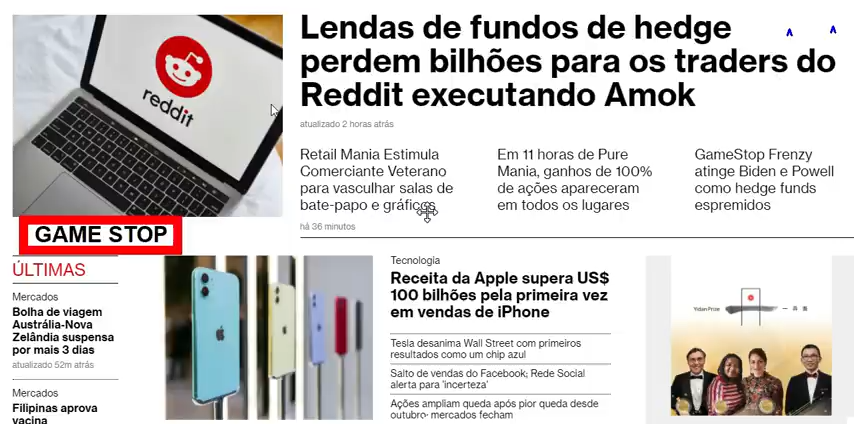 reddit
Lendas de fundos de hedge
perdem bilhões para os traders do
Reddit executando Amok
atualizado 2 horas atrás
Retail Mania Estimula
Comerciante Veterano
para vasculhar salas de
bate-papo e gráficos
há 36 minutos
Em 11 horas de Pure
Mania, ganhos de 100%
de ações apareceram
em todos os lugares
GameStop Frenzy
atinge Biden e Powell
como hedge funds
espremidos
GAME STOP
ÚLTIMAS
Mercados
Bolha de viagem
Austrália-Nova
Zelândia suspensa
por mais 3 dias
atualizado 52m atrás
Mercados
Filipinas aprova
vacina
Tecnologia
Receita da Apple supera US$
100 bilhões pela primeira vez
em vendas de iPhone
Tesla desanima Wall Street com primeiros
resultados como um chip azul
Salto de vendas do Facebook; Rede Social
alerta para 'incerteza'
Ações ampliam queda após pior queda desde
outubro· mercados fecham
Yidan Prize